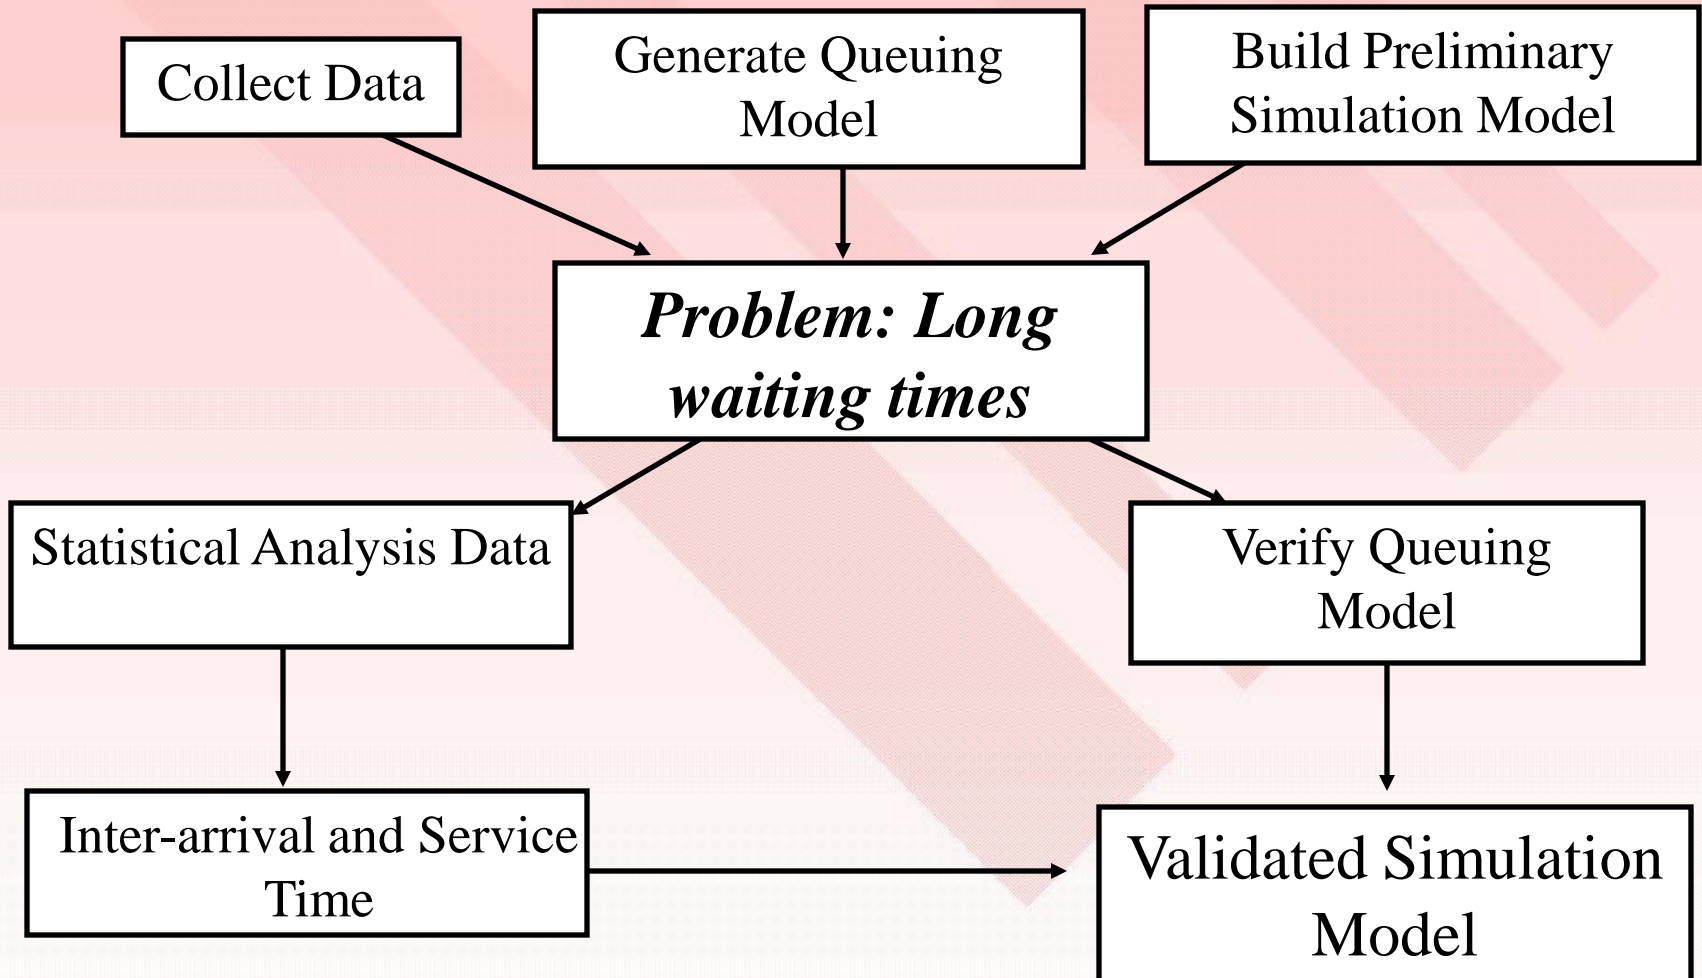 Collect Data
Generate Queuing
Model
Build Preliminary
Simulation Model
Problem: Long
waiting times
Statistical Analysis Data
Verify Queuing
Model
Inter-arrival and Service
Time
Validated Simulation
Model